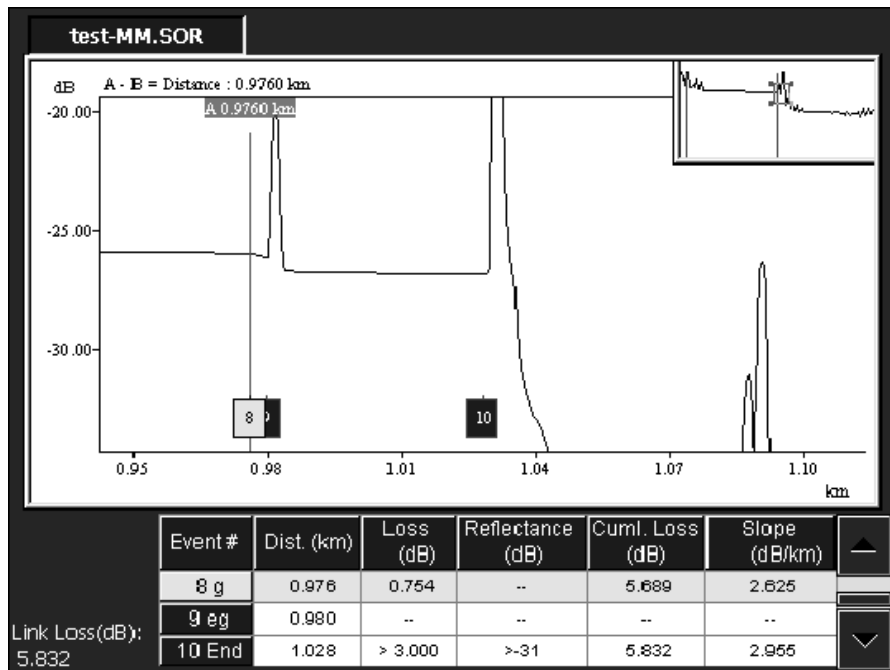 test-MM.SOR
dB A - B = Distance : 0.9760 km
A 0.9760 km
-20.00
-25.00
-30.00
8 9 10
0.95 0.98 1.01 1.04 1.07 1.10
km
Event # Dist. (km) Loss (dB) Reflectance (dB) Cuml. Loss (dB) Slope (dB/km)
8 g 0.976 0.754 -- -- 5.689 2.625
9 eg 0.980 -- -- -- --
10 End 1.028 > 3.000 >-31 5.832 2.955
Link Loss(dB):
5.832